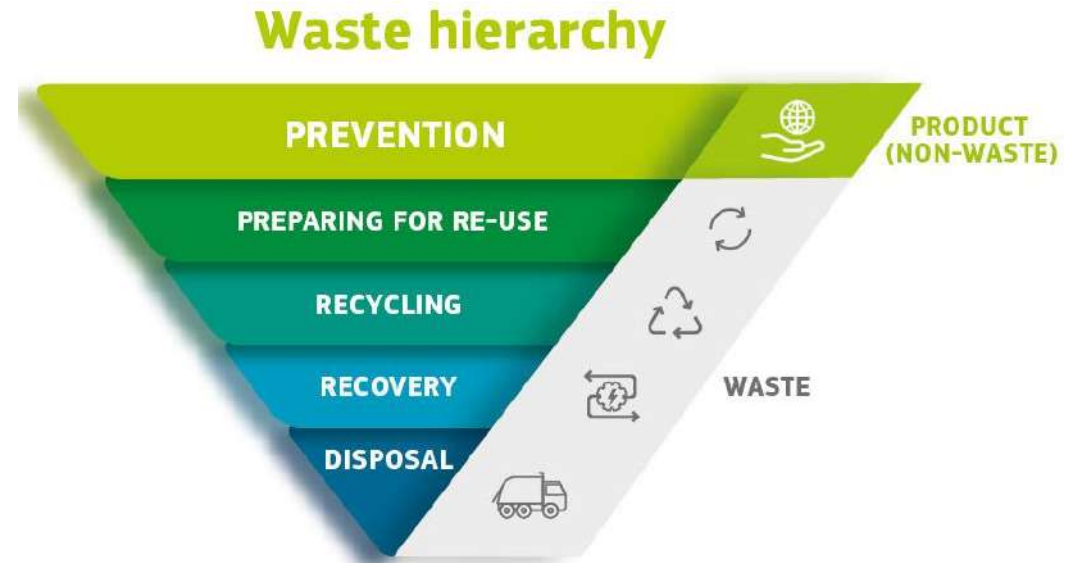 Waste hierarchy
PREVENTION
PRODUCT
(NON-WASTE)
PREPARING FOR RE-USE
RECYCLING
RECOVERY
WASTE
DISPOSAL